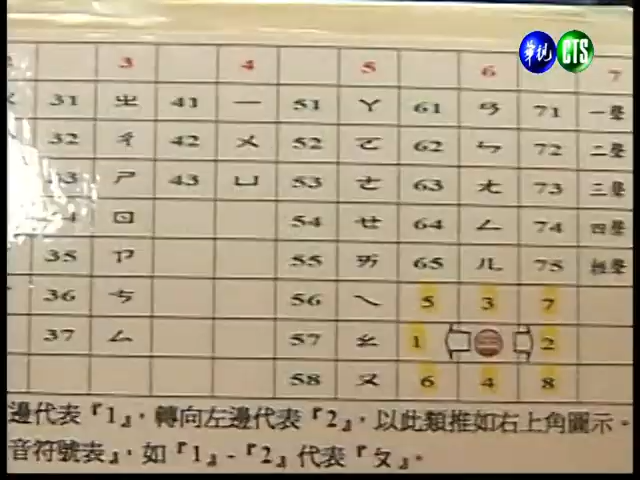 華視 CTS
3 4 5 6 7
31 ㄓ 41 ㄧ 51 ㄚ 61 ㄢ 71 一聲
32 ㄔ 42 ㄨ 52 ㄛ 62 ㄣ 72 二聲
ㄕ 43 ㄩ 53 ㄜ 63 ㄤ 73 三聲
ㄖ 54 ㄝ 64 ㄥ 74 四聲
35 ㄗ 55 ㄞ 65 ㄦ 75 輕聲
36 ㄘ 56 ㄟ 5 3 7
37 ㄙ 57 ㄠ 1 2
58 ㄡ 6 4 8
邊代表『1』，轉向左邊代表『2』，以此類推如右上角圖示。
音符號表』，如『1』-『2』代表『ㄆ』。